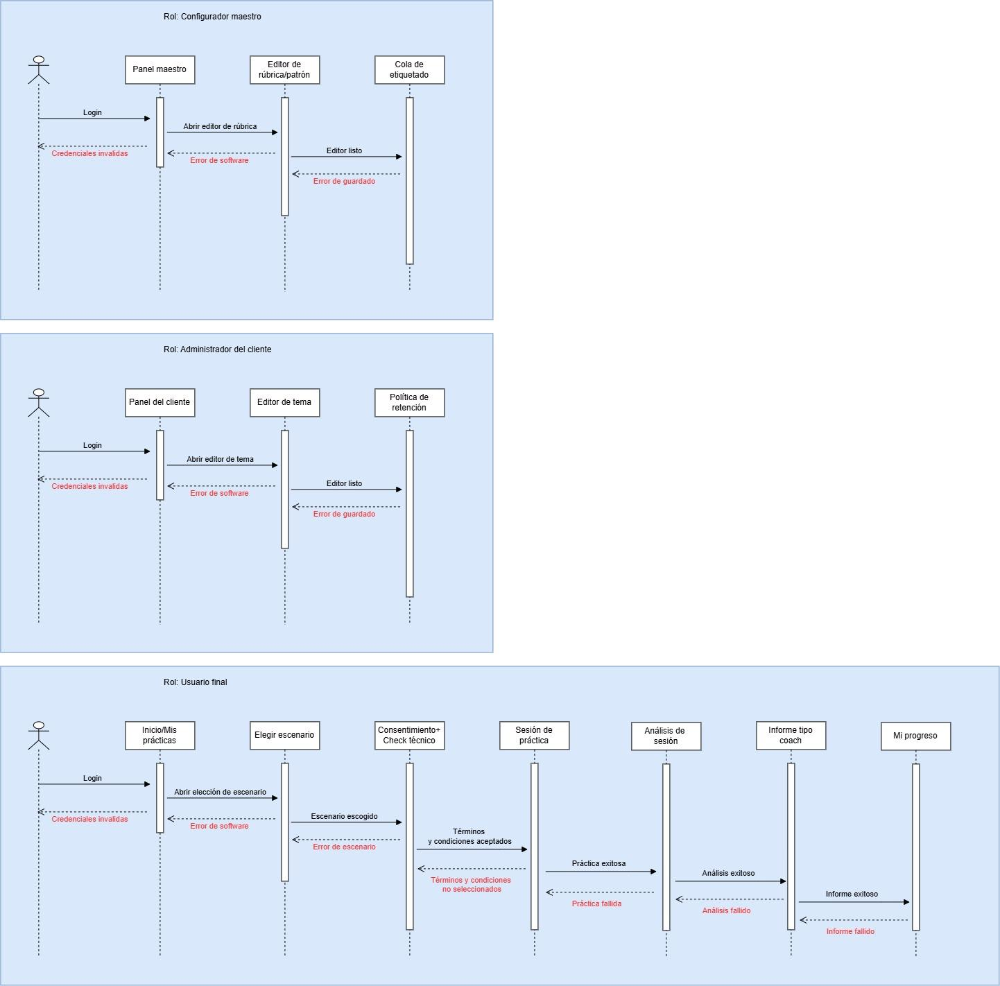 Rol: Configurador maestro
Panel maestro
Editor de
rúbrica/patrón
Cola de
etiquetado
Login
Abrir editor de rúbrica
Credenciales invalidas
Error de software
Editor listo
Error de guardado
Rol: Administrador del cliente
Panel del cliente
Editor de tema
Política de
retención
Login
Abrir editor de tema
Credenciales invalidas
Error de software
Editor listo
Error de guardado
Rol: Usuario final
Inicio/Mis
prácticas
Elegir escenario
Consentimiento+
Check técnico
Sesión de
práctica
Análisis de
sesión
Informe tipo
coach
Mi progreso
Login
Abrir elección de escenario
Credenciales invalidas
Error de software
Escenario escogido
Error de escenario
Términos
y condiciones aceptados
Términos y condiciones
no seleccionados
Práctica exitosa
Práctica fallida
Análisis exitoso
Análisis fallido
Informe exitoso
Informe fallido